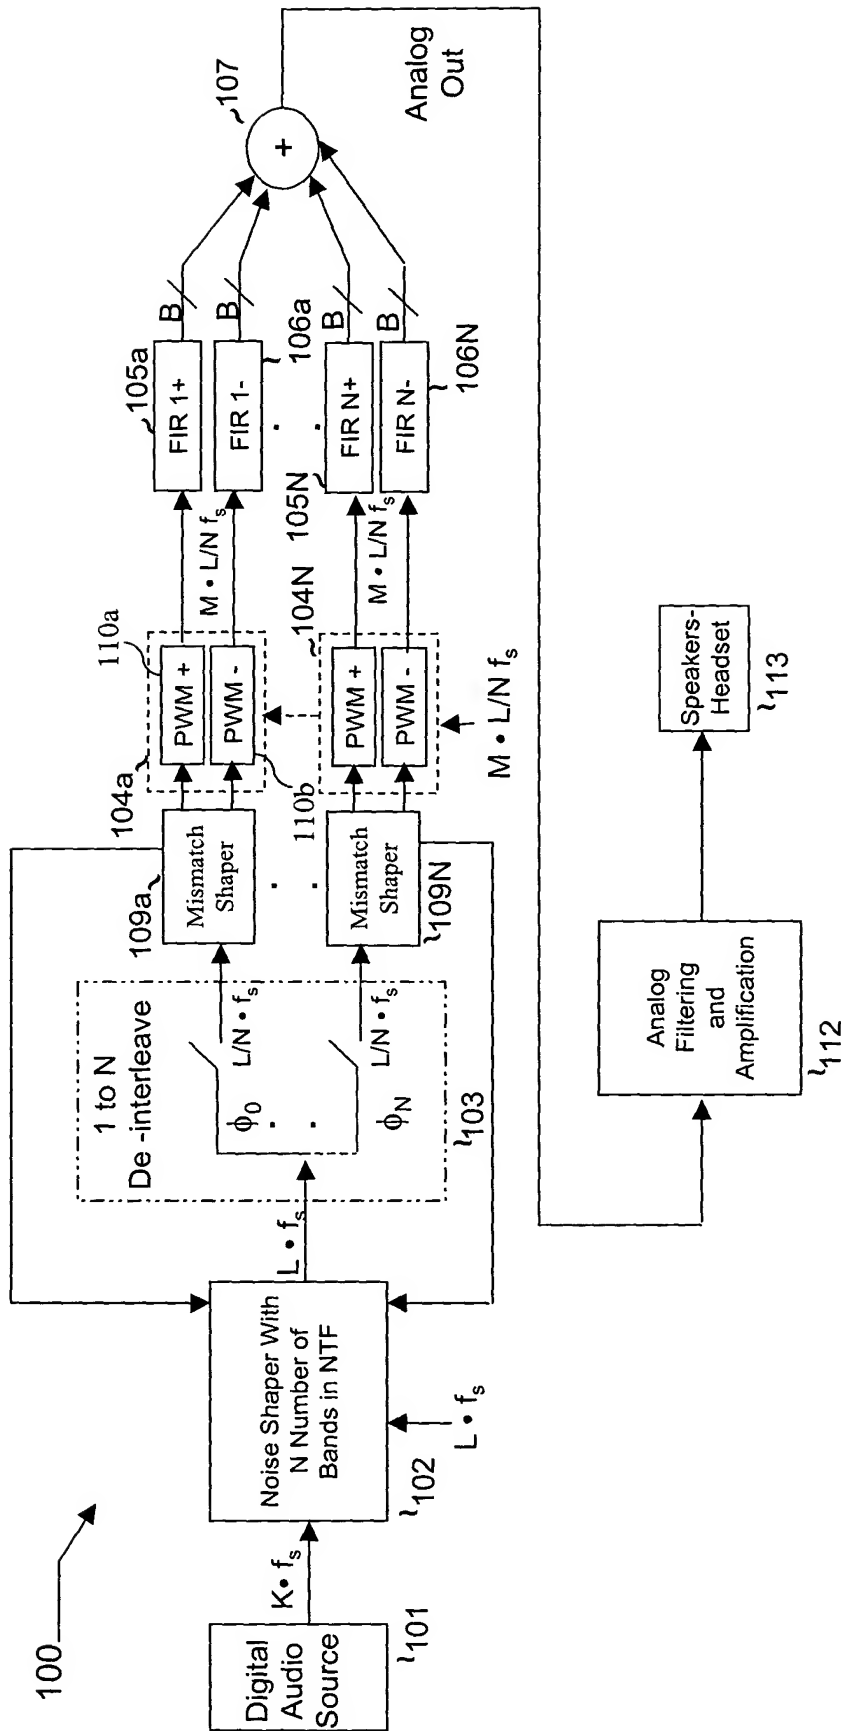 100
Digital
Audio
Source
101
K • fs
Noise Shaper With
N Number of
Bands in NTF
102
L • fs
L • fs
1 to N
De -interleave
ϕ0
L/N • fs
.
.
ϕN
L/N • fs
103
109a
Mismatch
Shaper
.
.
Mismatch
Shaper
109N
104a
110a
PWM +
PWM -
110b
104N
PWM +
PWM -
M • L/N fs
M • L/N fs
M • L/N fs
105a
FIR 1+
FIR 1-
106a
.
.
105N
FIR N+
FIR N-
106N
B
B
B
B
107
+
Analog
Out
Analog
Filtering
and
Amplification
112
Speakers-
Headset
113